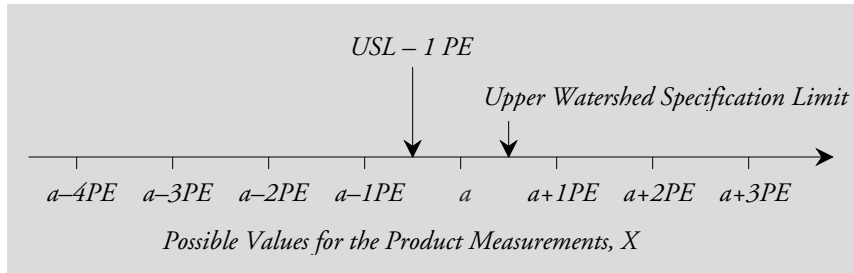 USL – 1 PE
Upper Watershed Specification Limit
a–4PE a–3PE a–2PE a–1PE a a+1PE a+2PE a+3PE
Possible Values for the Product Measurements, X